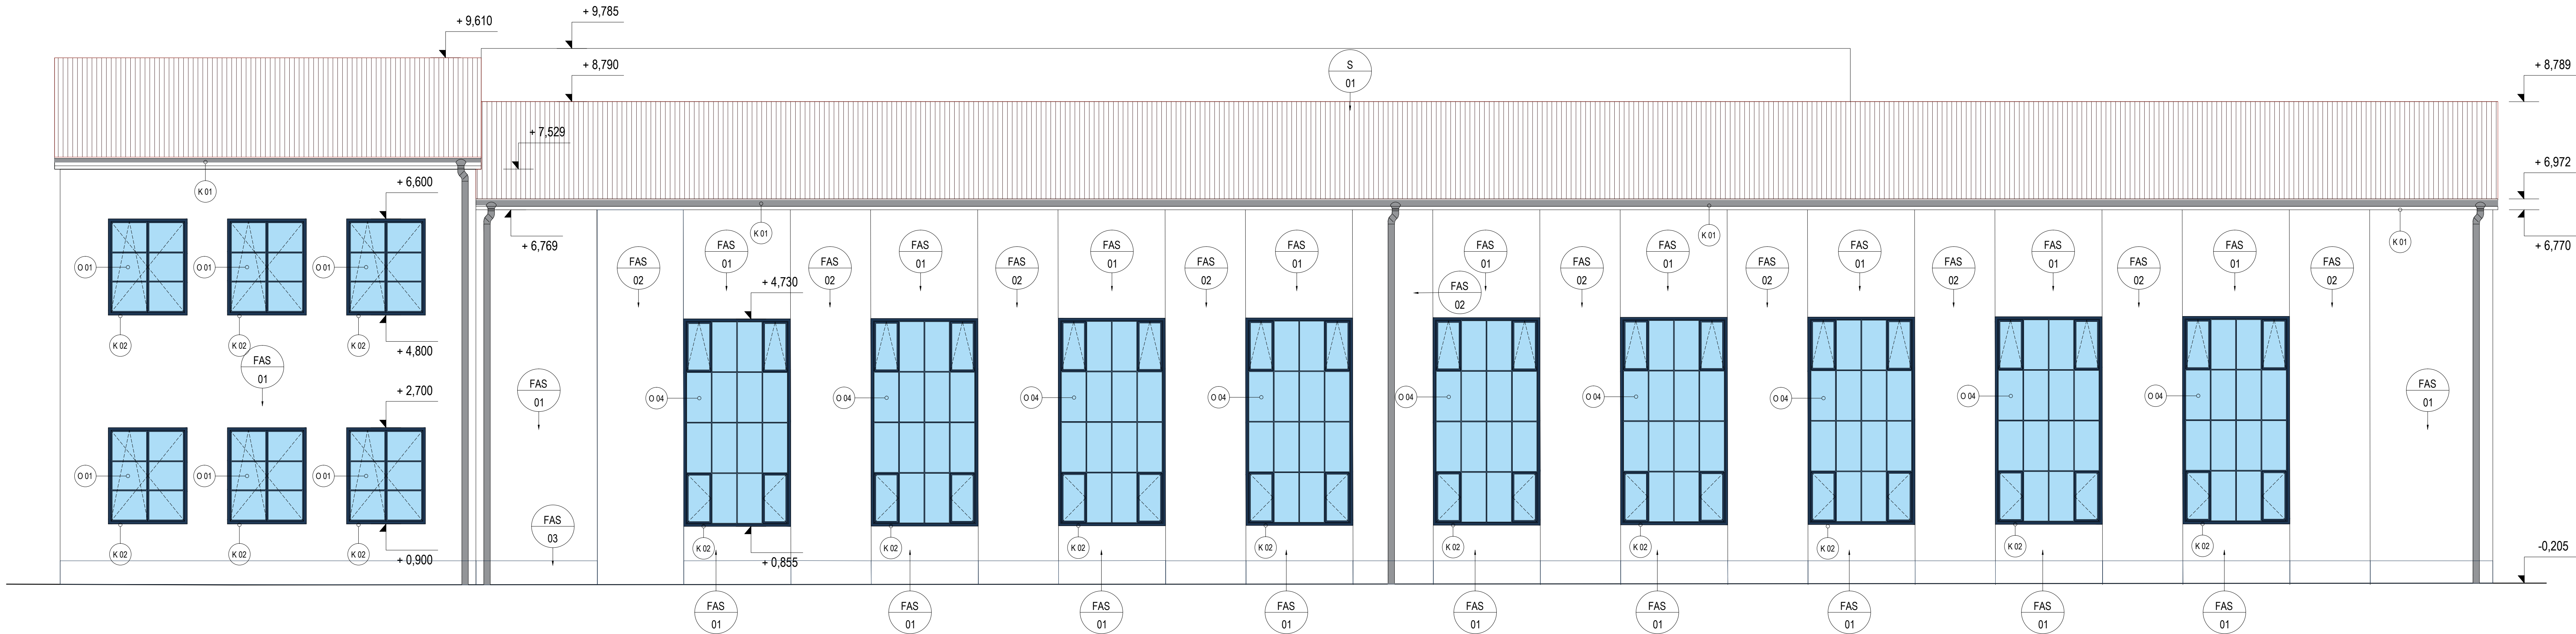 + 9,610
+ 9,785
+ 8,790
S
01
+ 8,789
+ 7,529
+ 6,972
K 01
+ 6,600
K 01
K 01
K 01
+ 6,769
+ 6,770
FAS
01
FAS
01
FAS
01
FAS
01
FAS
01
FAS
01
FAS
01
FAS
01
FAS
01
O 01
O 01
O 01
FAS
02
FAS
02
FAS
02
FAS
02
FAS
02
FAS
02
FAS
02
FAS
02
FAS
02
FAS
02
+ 4,730
K 02
K 02
K 02
+ 4,800
FAS
01
+ 2,700
FAS
01
FAS
01
O 04
O 04
O 04
O 04
O 04
O 04
O 04
O 04
O 04
O 01
O 01
O 01
FAS
03
K 02
K 02
K 02
K 02
K 02
K 02
K 02
K 02
K 02
K 02
K 02
K 02
+ 0,900
+ 0,855
-0,205
FAS
01
FAS
01
FAS
01
FAS
01
FAS
01
FAS
01
FAS
01
FAS
01
FAS
01